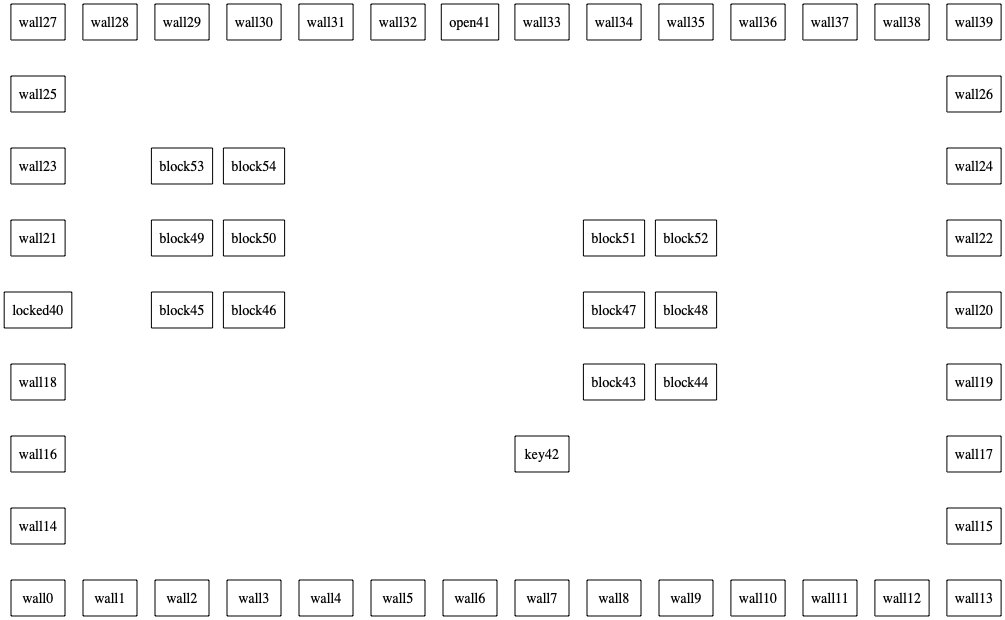 wall27 wall28 wall29 wall30 wall31 wall32 open41 wall33 wall34 wall35 wall36 wall37 wall38 wall39
wall25 wall26
wall23 block53 block54 wall24
wall21 block49 block50 block51 block52 wall22
locked40 block45 block46 block47 block48 wall20
wall18 block43 block44 wall19
wall16 key42 wall17
wall14 wall15
wall0 wall1 wall2 wall3 wall4 wall5 wall6 wall7 wall8 wall9 wall10 wall11 wall12 wall13